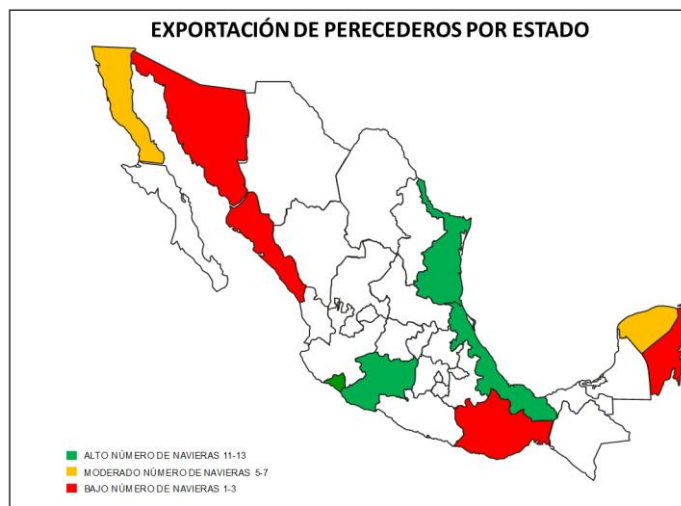 EXPORTACIÓN DE PERECEDEROS POR ESTADO
ALTO NÚMERO DE NAVIERAS 11-13
MODERADO NÚMERO DE NAVIERAS 5-7
BAJO NÚMERO DE NAVIERAS 1-3